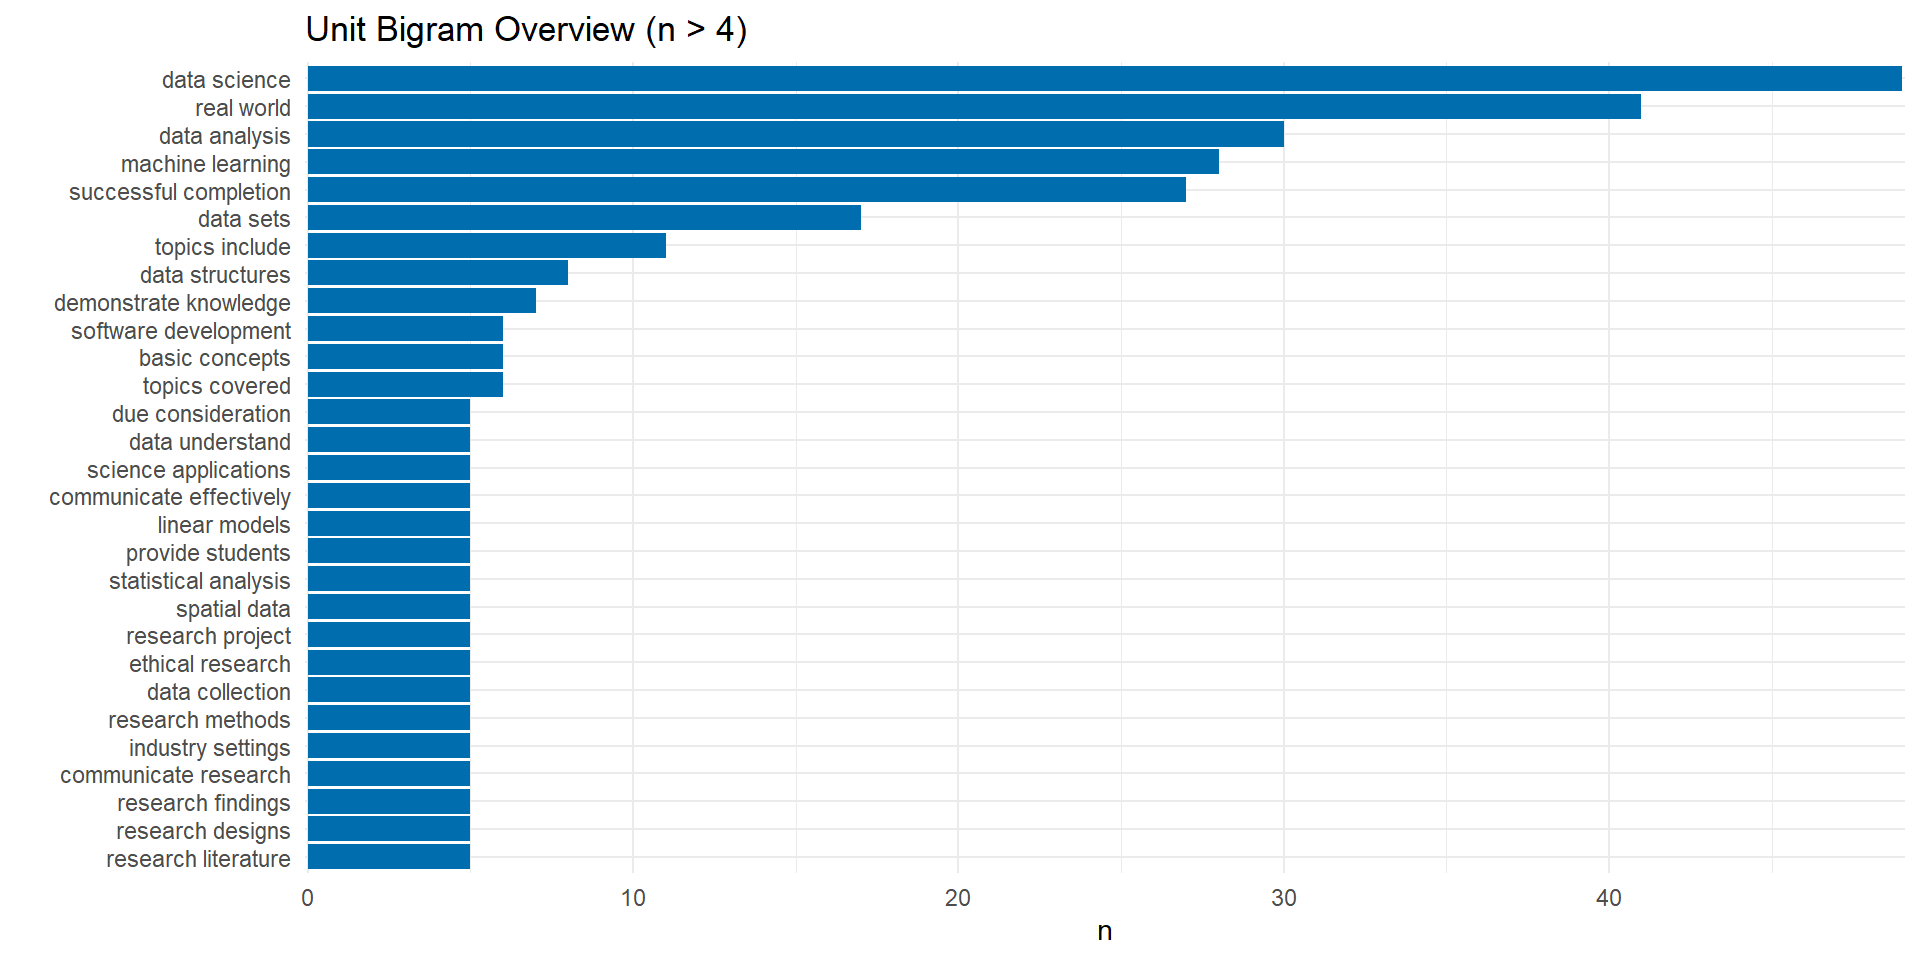 Unit Bigram Overview (n > 4)
data science
real world
data analysis
machine learning
successful completion
data sets
topics include
data structures
demonstrate knowledge
software development
basic concepts
topics covered
due consideration
data understand
science applications
communicate effectively
linear models
provide students
statistical analysis
spatial data
research project
ethical research
data collection
research methods
industry settings
communicate research
research findings
research designs
research literature
0 10 20 30 40
n